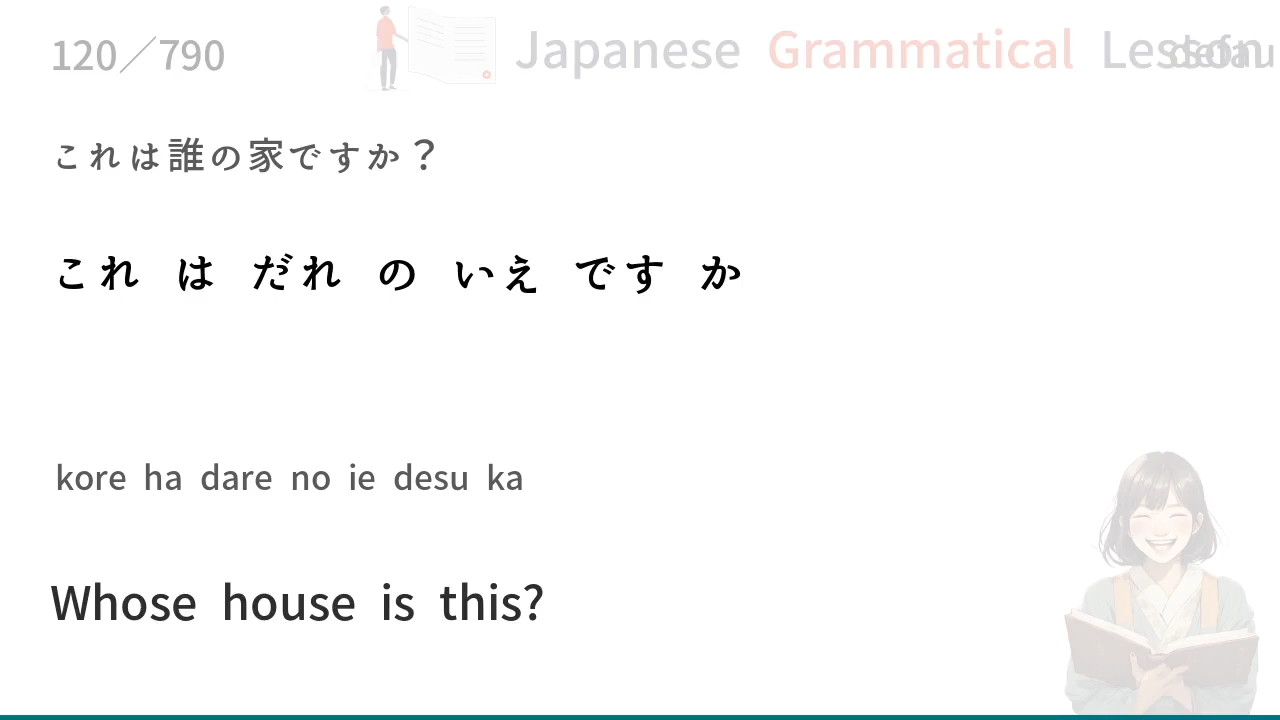 120／790
Japanese Grammatical Lesson
defau
これは誰の家ですか？
これ は だれ の いえ です か
kore ha dare no ie desu ka
Whose house is this?